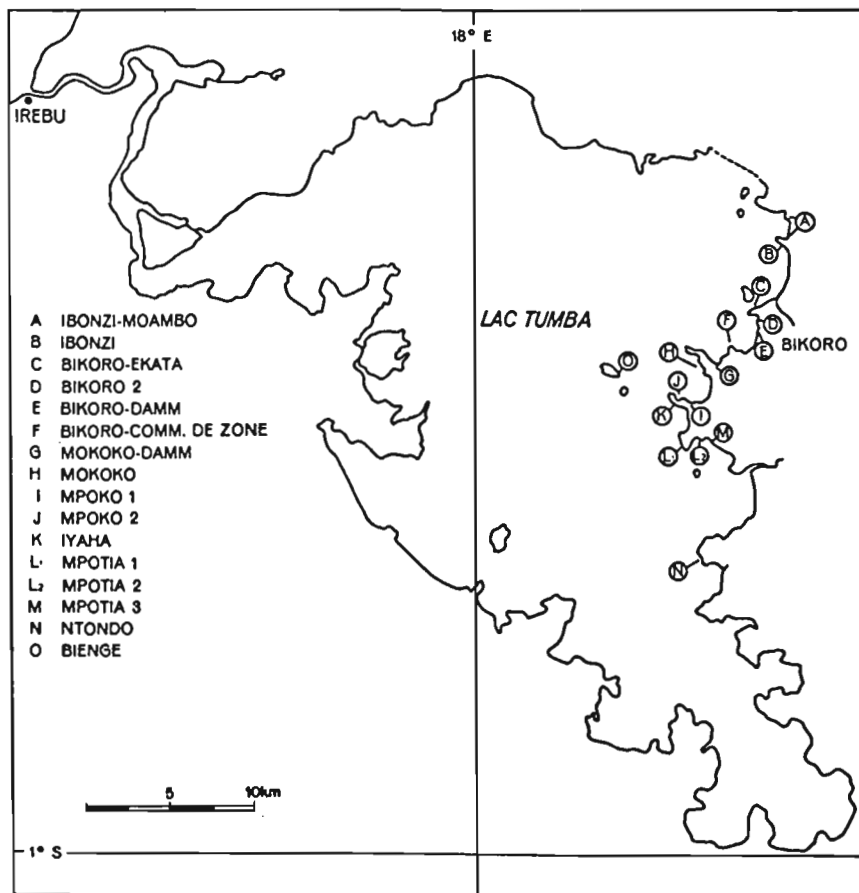 18° E
IREBU
A
B
C
LAC TUMBA
F
D
BIKORO
E
H
O
G
J
K
I
M
L₁
L₂
N
A IBONZI-MOAMBO
B IBONZI
C BIKORO-EKATA
D BIKORO 2
E BIKORO-DAMM
F BIKORO-COMM. DE ZONE
G MOKOKO-DAMM
H MOKOKO
I MPOKO 1
J MPOKO 2
K IYAHA
L₁ MPOTIA 1
L₂ MPOTIA 2
M MPOTIA 3
N NTONDO
O BIENGE
5 10km
1° S